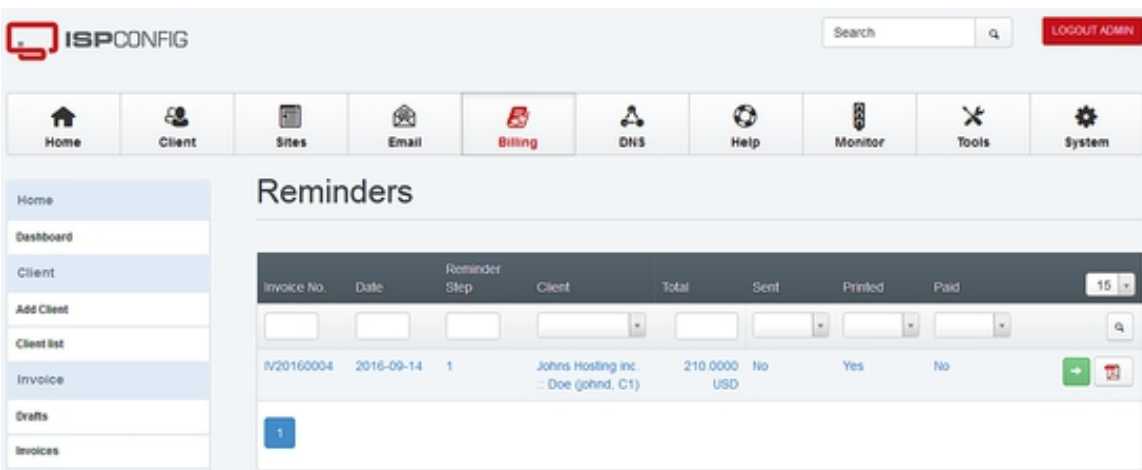 ISPCONFIG
Search
LOGOUT ADMIN
Home Client Sites Email Billing DNS Help Monitor Tools System
Home
Dashboard
Client
Add Client
Client list
Invoice
Drafts
Invoices
Reminders
Invoice No. Date Reminder Step Client Total Sent Printed Paid 15
IV20160004 2016-09-14 1 Johns Hosting inc. 210.0000 No Yes No
:: Doe (johnd, C1) USD
1